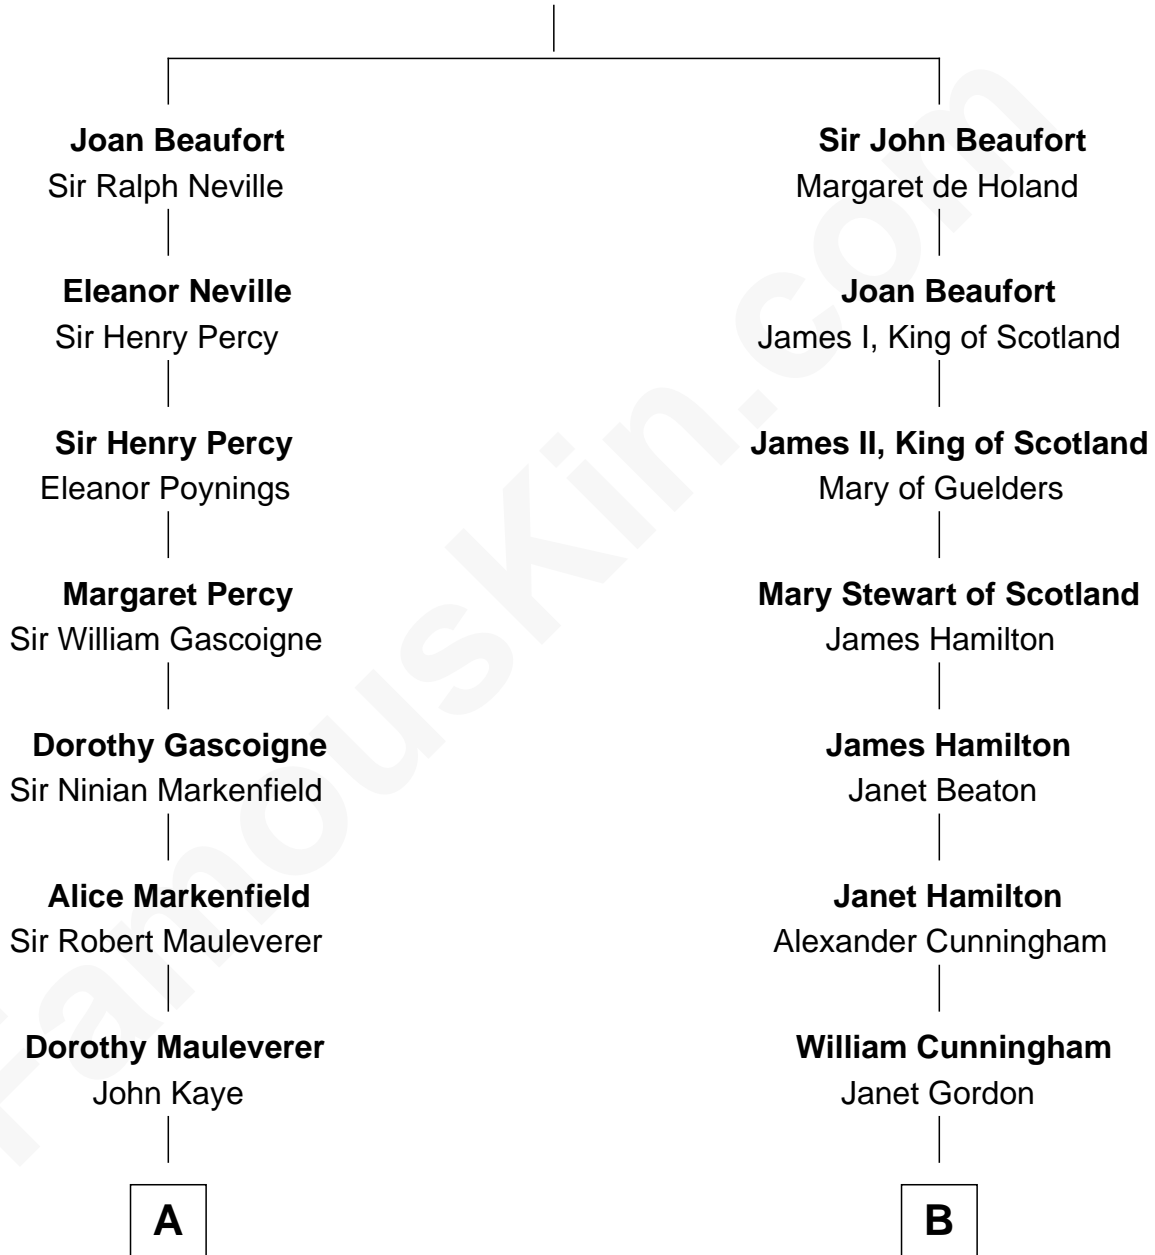 Joan Beaufort
Sir Ralph Neville
Eleanor Neville
Sir Henry Percy
Sir Henry Percy
Eleanor Poynings
Margaret Percy
Sir William Gascoigne
Dorothy Gascoigne
Sir Ninian Markenfield
Alice Markenfield
Sir Robert Mauleverer
Dorothy Mauleverer
John Kaye
A
Sir John Beaufort
Margaret de Holand
Joan Beaufort
James I, King of Scotland
James II, King of Scotland
Mary of Guelders
Mary Stewart of Scotland
James Hamilton
James Hamilton
Janet Beaton
Janet Hamilton
Alexander Cunningham
William Cunningham
Janet Gordon
B
FamousKin.com